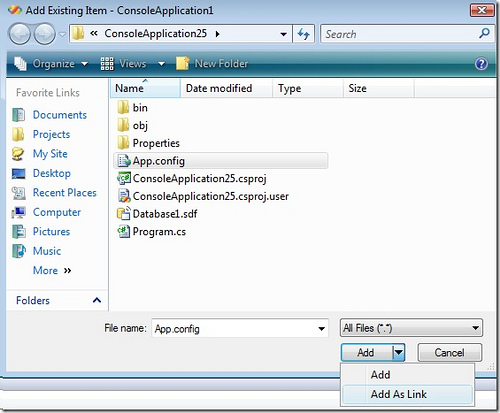 Add Existing Item - ConsoleApplication1
« ConsoleApplication25
Search
Organize Views New Folder
Favorite Links
Documents
Projects
My Site
Desktop
Recent Places
Computer
Pictures
Music
More »
Folders
Name Date modified Type Size
bin
obj
Properties
App.config
ConsoleApplication25.csproj
ConsoleApplication25.csproj.user
Database1.sdf
Program.cs
File name: App.config All Files (*.*)
Add Cancel
Add
Add As Link